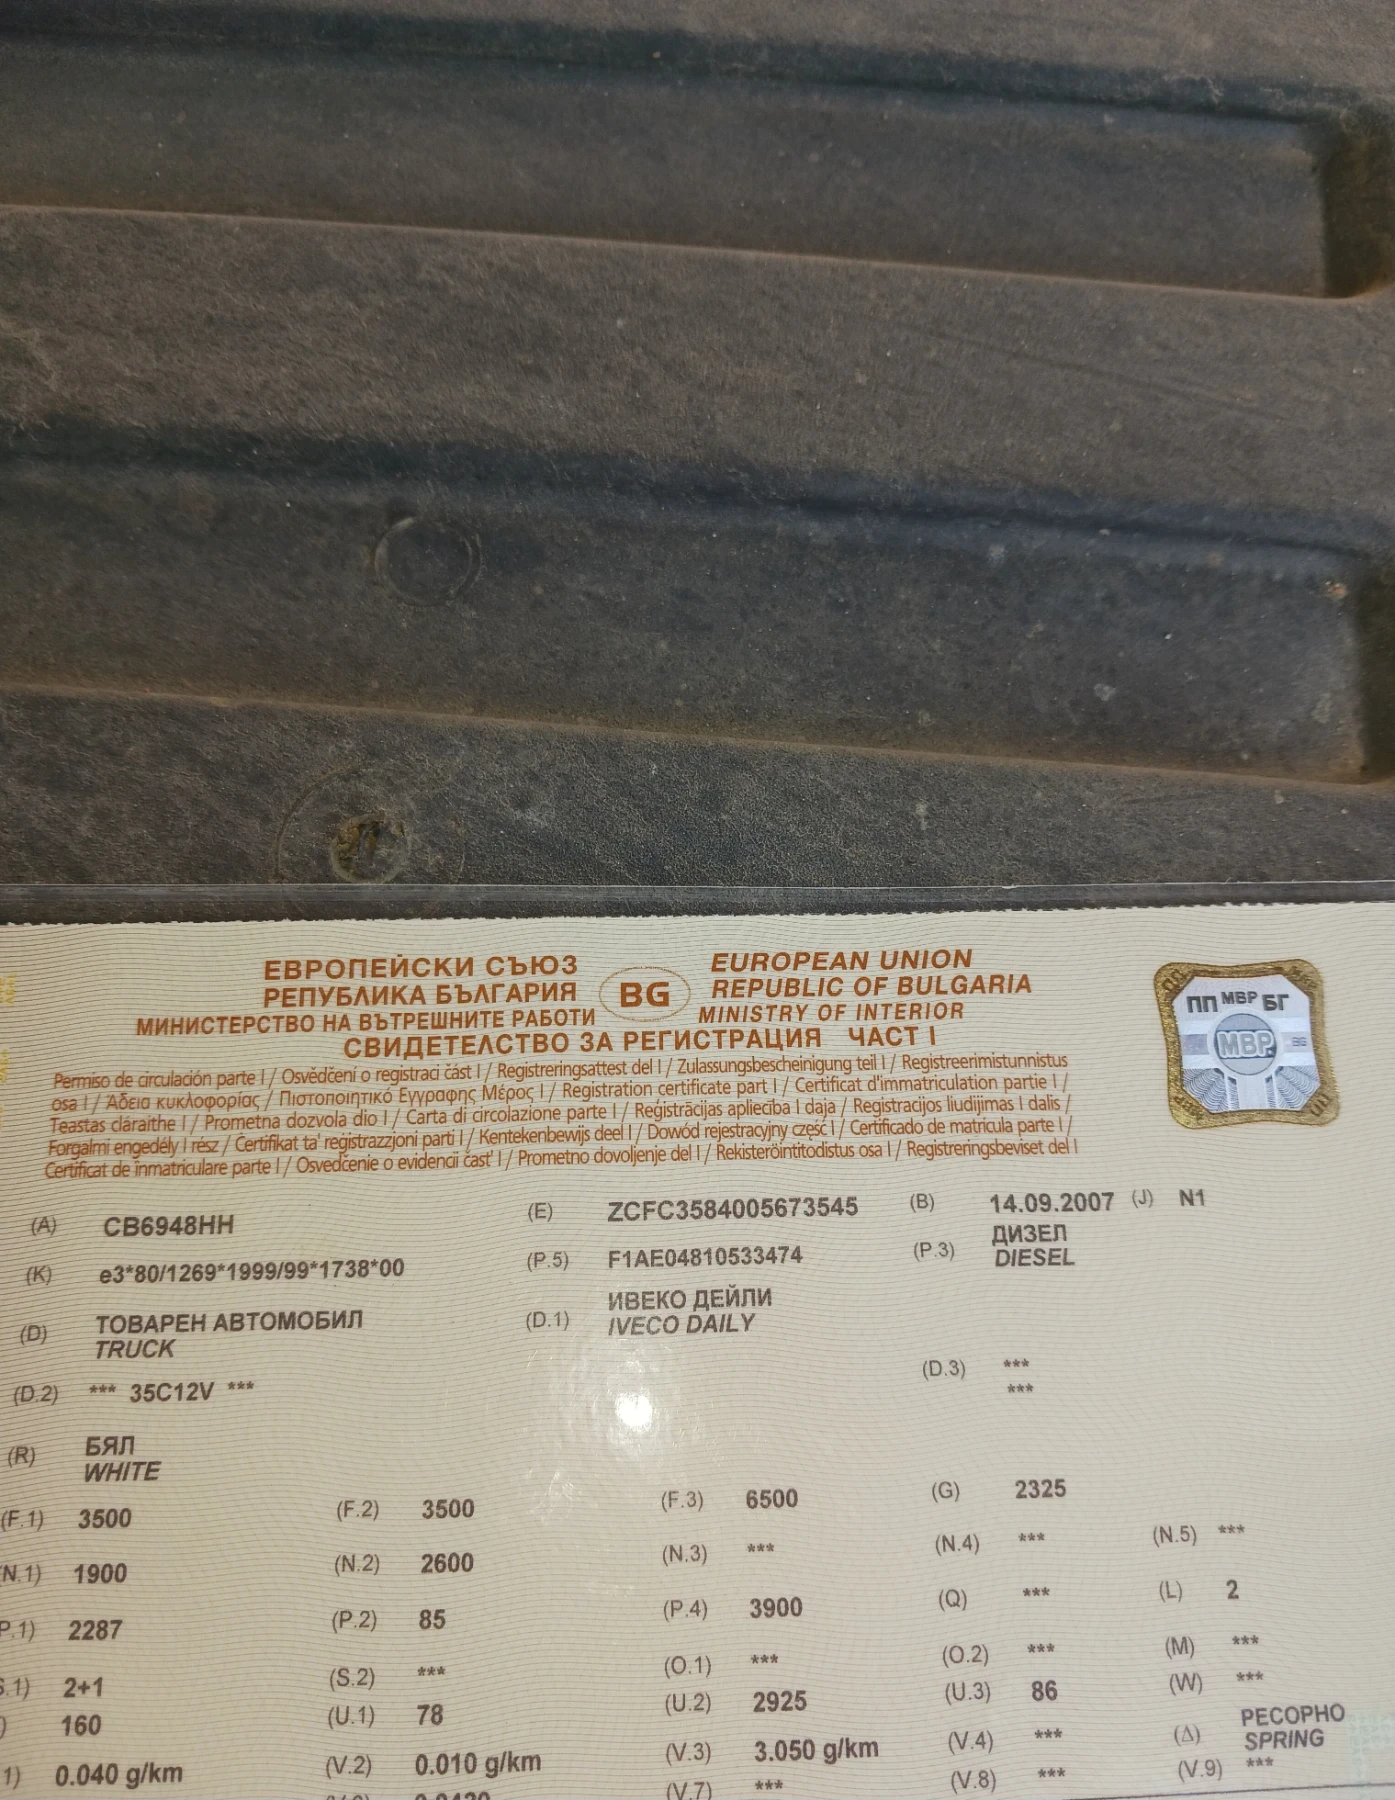 ЕВРОПЕЙСКИ СЪЮЗ
РЕПУБЛИКА БЪЛГАРИЯ
МИНИСТЕРСТВО НА ВЪТРЕШНИТЕ РАБОТИ
BG
EUROPEAN UNION
REPUBLIC OF BULGARIA
MINISTRY OF INTERIOR
СВИДЕТЕЛСТВО ЗА РЕГИСТРАЦИЯ ЧАСТ I
ПП МВР БГ
МВР
Permiso de circulación parte I / Osvědčení o registraci část I / Registreringsattest del I / Zulassungsbescheinigung teil I / Registreerimistunnistus
osa I / Άδεια κυκλοφορίας / Πιστοποιητικό Εγγραφης Μέρος I / Registration certificate part I / Certificat d'immatriculation partie I /
Teastas cláraithe I / Prometna dozvola dio I / Carta di circolazione parte I / Reģistrācijas apliecība I daļa / Registracijos liudijimas I dalis /
Forgalmi engedély I rész / Ċertifikat ta' reġistrazzjoni parti I / Kentekenbewijs deel I / Dowód rejestracyjny część I / Certificado de matrícula parte I /
Certificat de înmatriculare parte I / Osvedčenie o evidencii časť I / Prometno dovoljenje del I / Rekisteröintitodistus osa I / Registreringsbeviset del I
(A) CB6948HH (E) ZCFC3584005673545 (B) 14.09.2007 (J) N1
(K) e3*80/1269*1999/99*1738*00 (P.5) F1AE04810533474 (P.3) ДИЗЕЛ
DIESEL
(D) ТОВАРЕН АВТОМОБИЛ (D.1) ИВЕКО ДЕЙЛИ
TRUCK IVECO DAILY
(D.2) *** 35C12V *** (D.3) ***
***
(R) БЯЛ
WHITE
(F.1) 3500 (F.2) 3500 (F.3) 6500 (G) 2325
(N.1) 1900 (N.2) 2600 (N.3) *** (N.4) *** (N.5) ***
P.1) 2287 (P.2) 85 (P.4) 3900 (Q) *** (L) 2
.1) 2+1 (S.2) *** (O.1) *** (O.2) *** (M) ***
) 160 (U.1) 78 (U.2) 2925 (U.3) 86 (W) ***
1) 0.040 g/km (V.2) 0.010 g/km (V.3) 3.050 g/km (V.4) *** (Δ) РЕСОРНО
SPRING
(V.7) *** (V.8) *** (V.9) ***